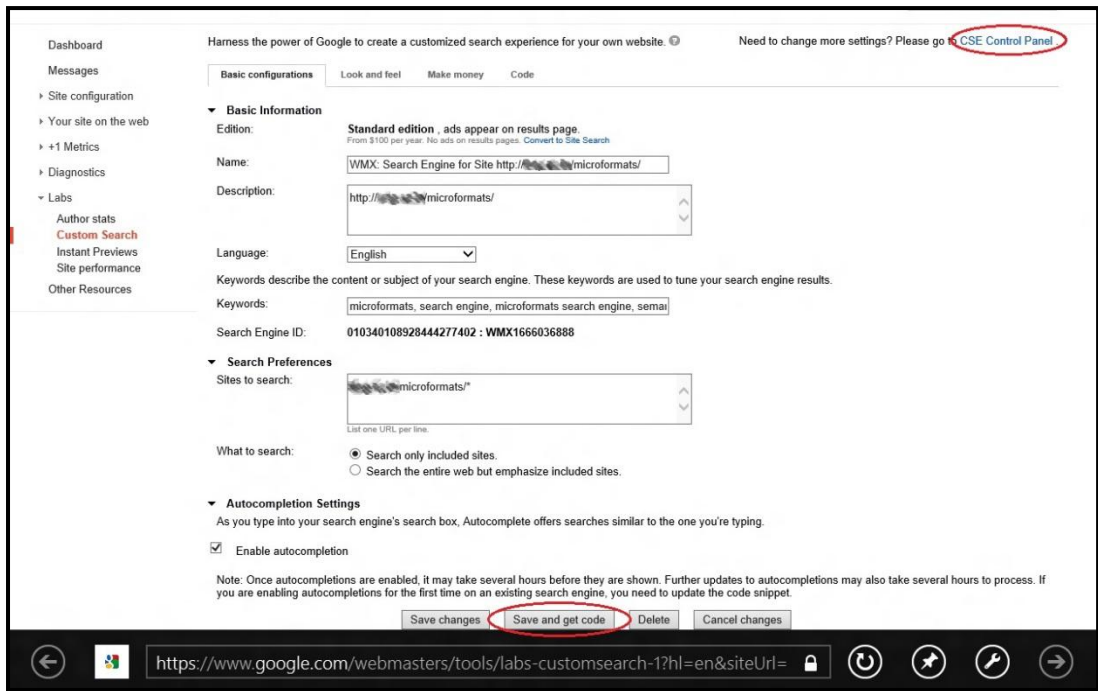 Dashboard
Messages
Site configuration
Your site on the web
+1 Metrics
Diagnostics
Labs
Author stats
Custom Search
Instant Previews
Site performance
Other Resources
Harness the power of Google to create a customized search experience for your own website.
Need to change more settings? Please go to CSE Control Panel .
Basic configurations Look and feel Make money Code
Basic Information
Edition: Standard edition , ads appear on results page.
From $100 per year. No ads on results pages. Convert to Site Search
Name: WMX: Search Engine for Site http:// /microformats/
Description: http:// /microformats/
Language: English
Keywords describe the content or subject of your search engine. These keywords are used to tune your search engine results.
Keywords: microformats, search engine, microformats search engine, semai
Search Engine ID: 010340108928444277402 : WMX1666036888
Search Preferences
Sites to search: microformats/*
List one URL per line.
What to search: Search only included sites.
Search the entire web but emphasize included sites.
Autocompletion Settings
As you type into your search engine's search box, Autocomplete offers searches similar to the one you're typing.
Enable autocompletion
Note: Once autocompletions are enabled, it may take several hours before they are shown. Further updates to autocompletions may also take several hours to process. If
you are enabling autocompletions for the first time on an existing search engine, you need to update the code snippet.
Save changes Save and get code Delete Cancel changes
https://www.google.com/webmasters/tools/labs-customsearch-1?hl=en&siteUrl=